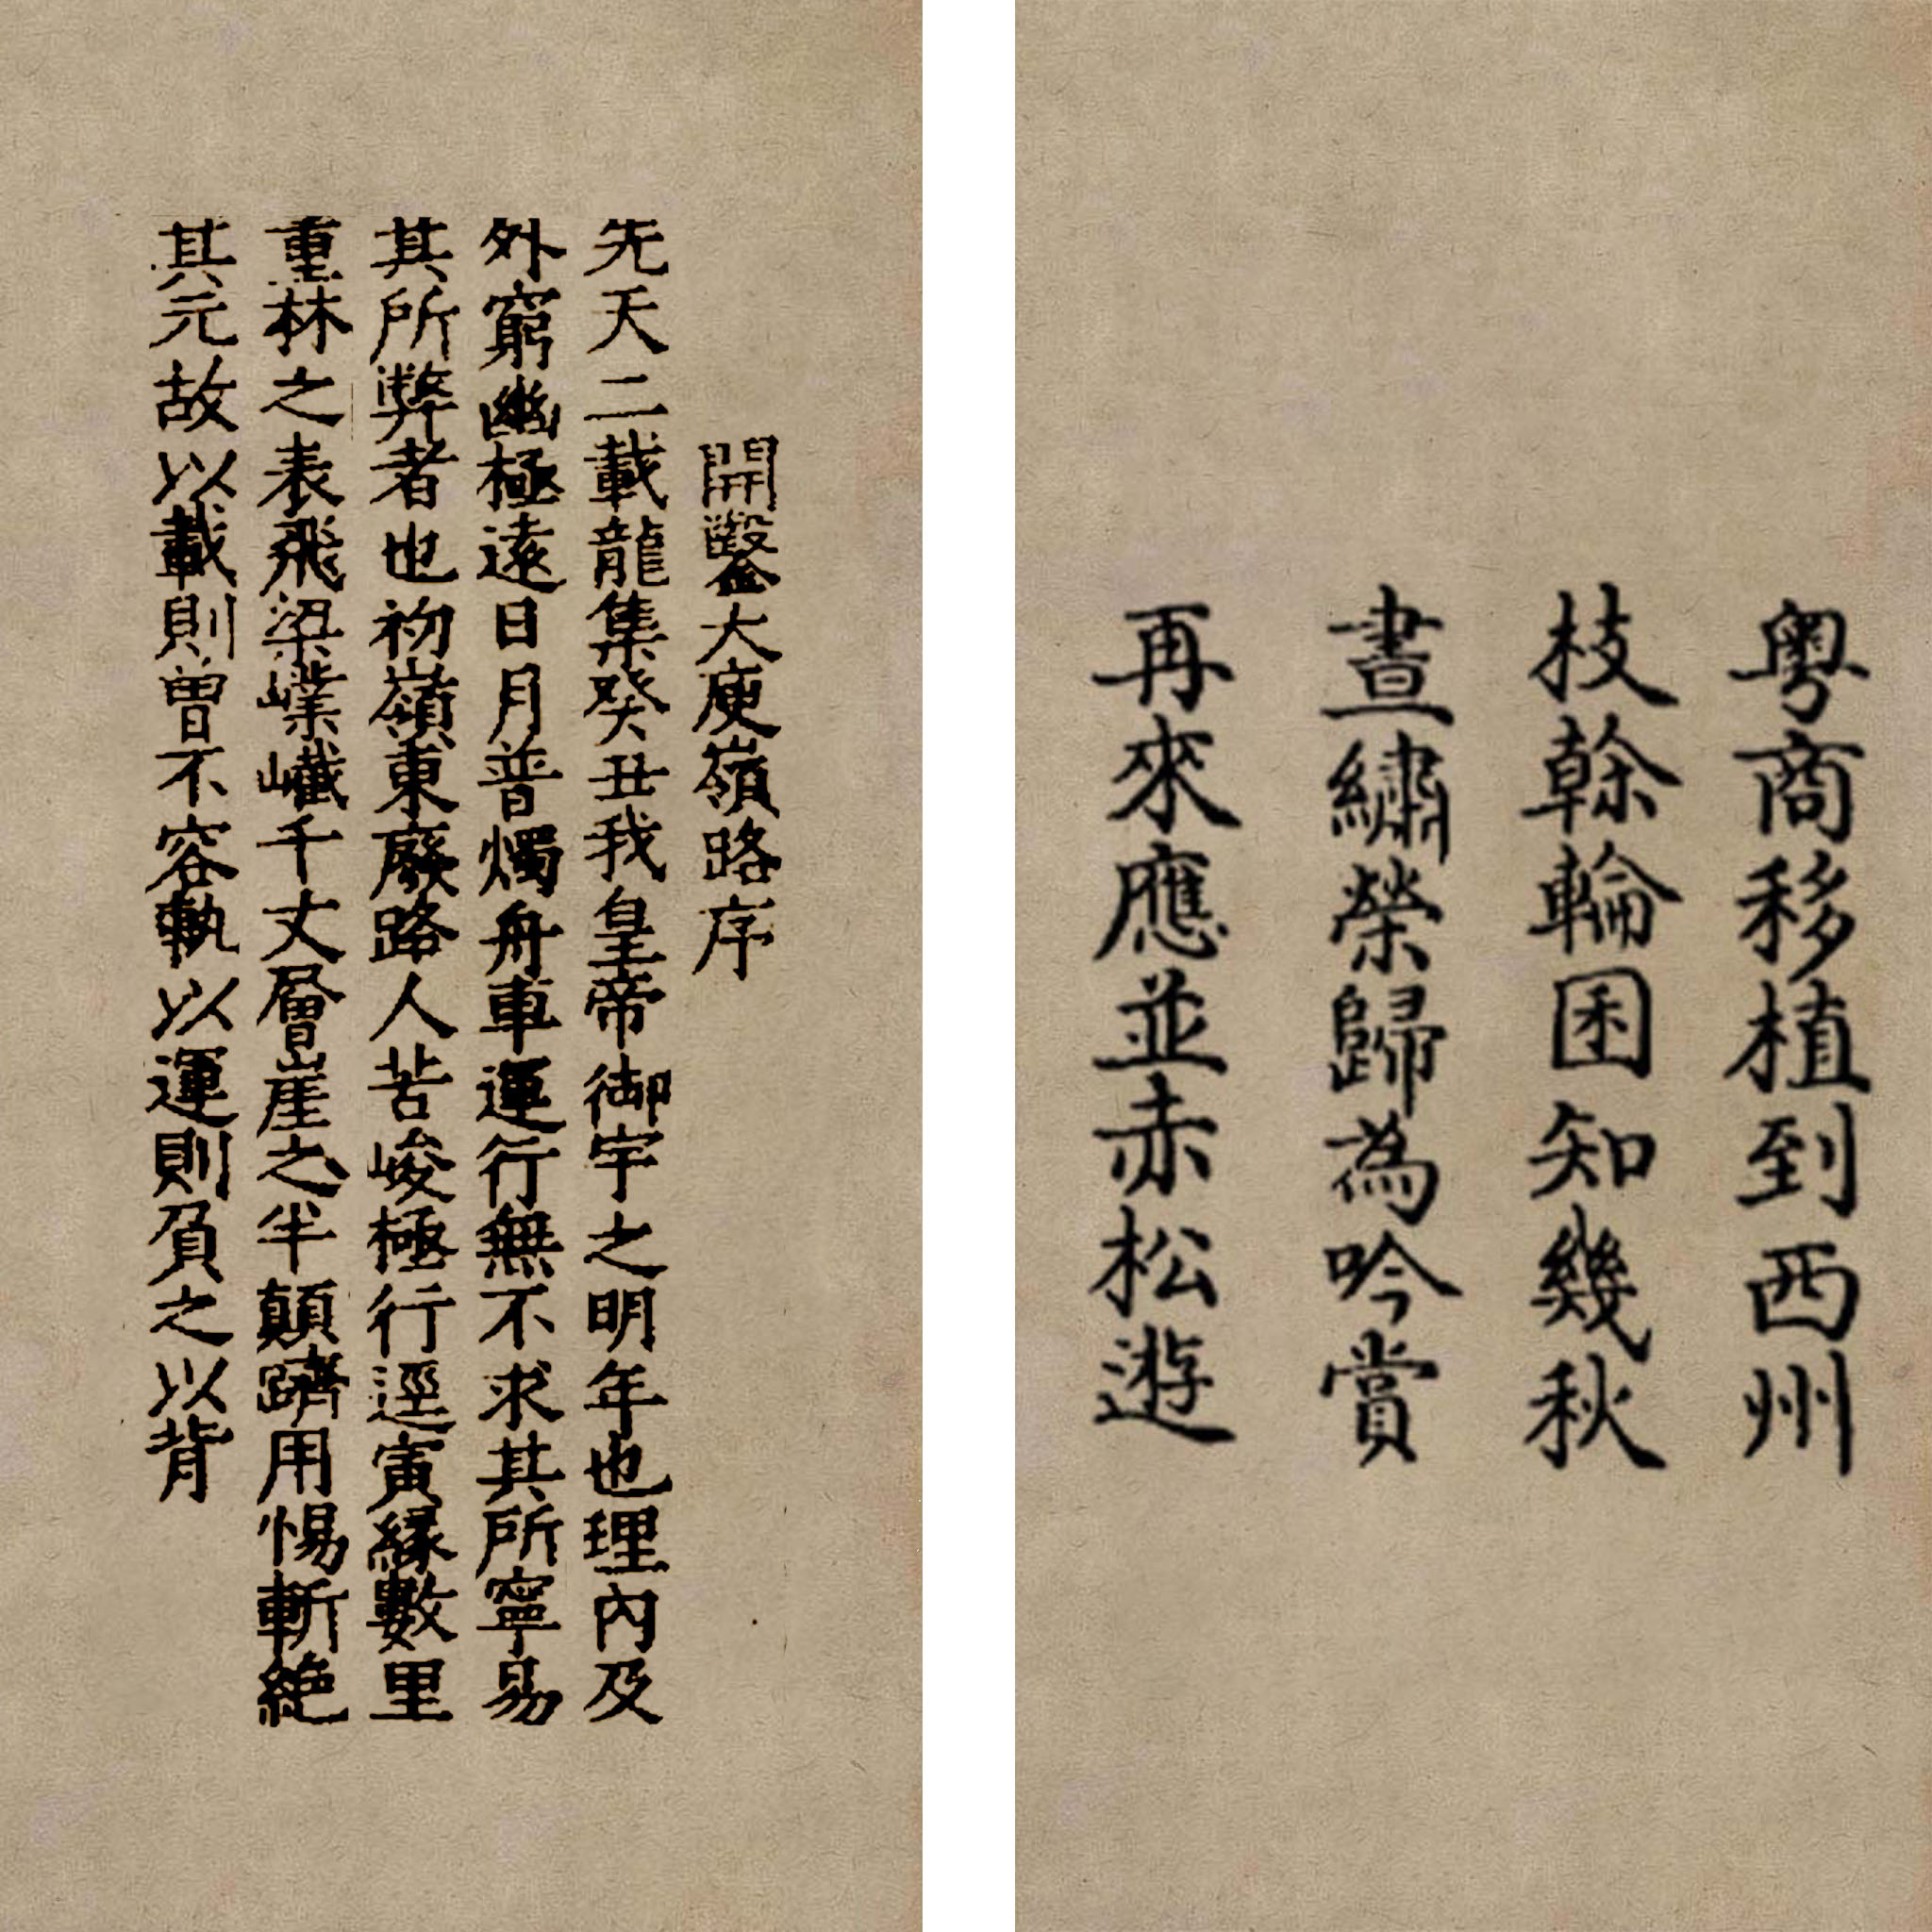 開鑿大庾嶺路序
先天二載龍集癸丑我皇帝御宇之明年也理內及
外窮幽極遠日月普燭舟車運行無不求其所寧易
其所弊者也初嶺東廢路人苦峻極行逕寅緣數里
重林之表飛梁嶫嶻千丈層崖之半顛躋用惕斬絕
其元故以載則曾不容軌以運則負之以背
粵商移植到西州
枝榦輪囷知幾秋
晝繡榮歸為吟賞
再來應並赤松遊